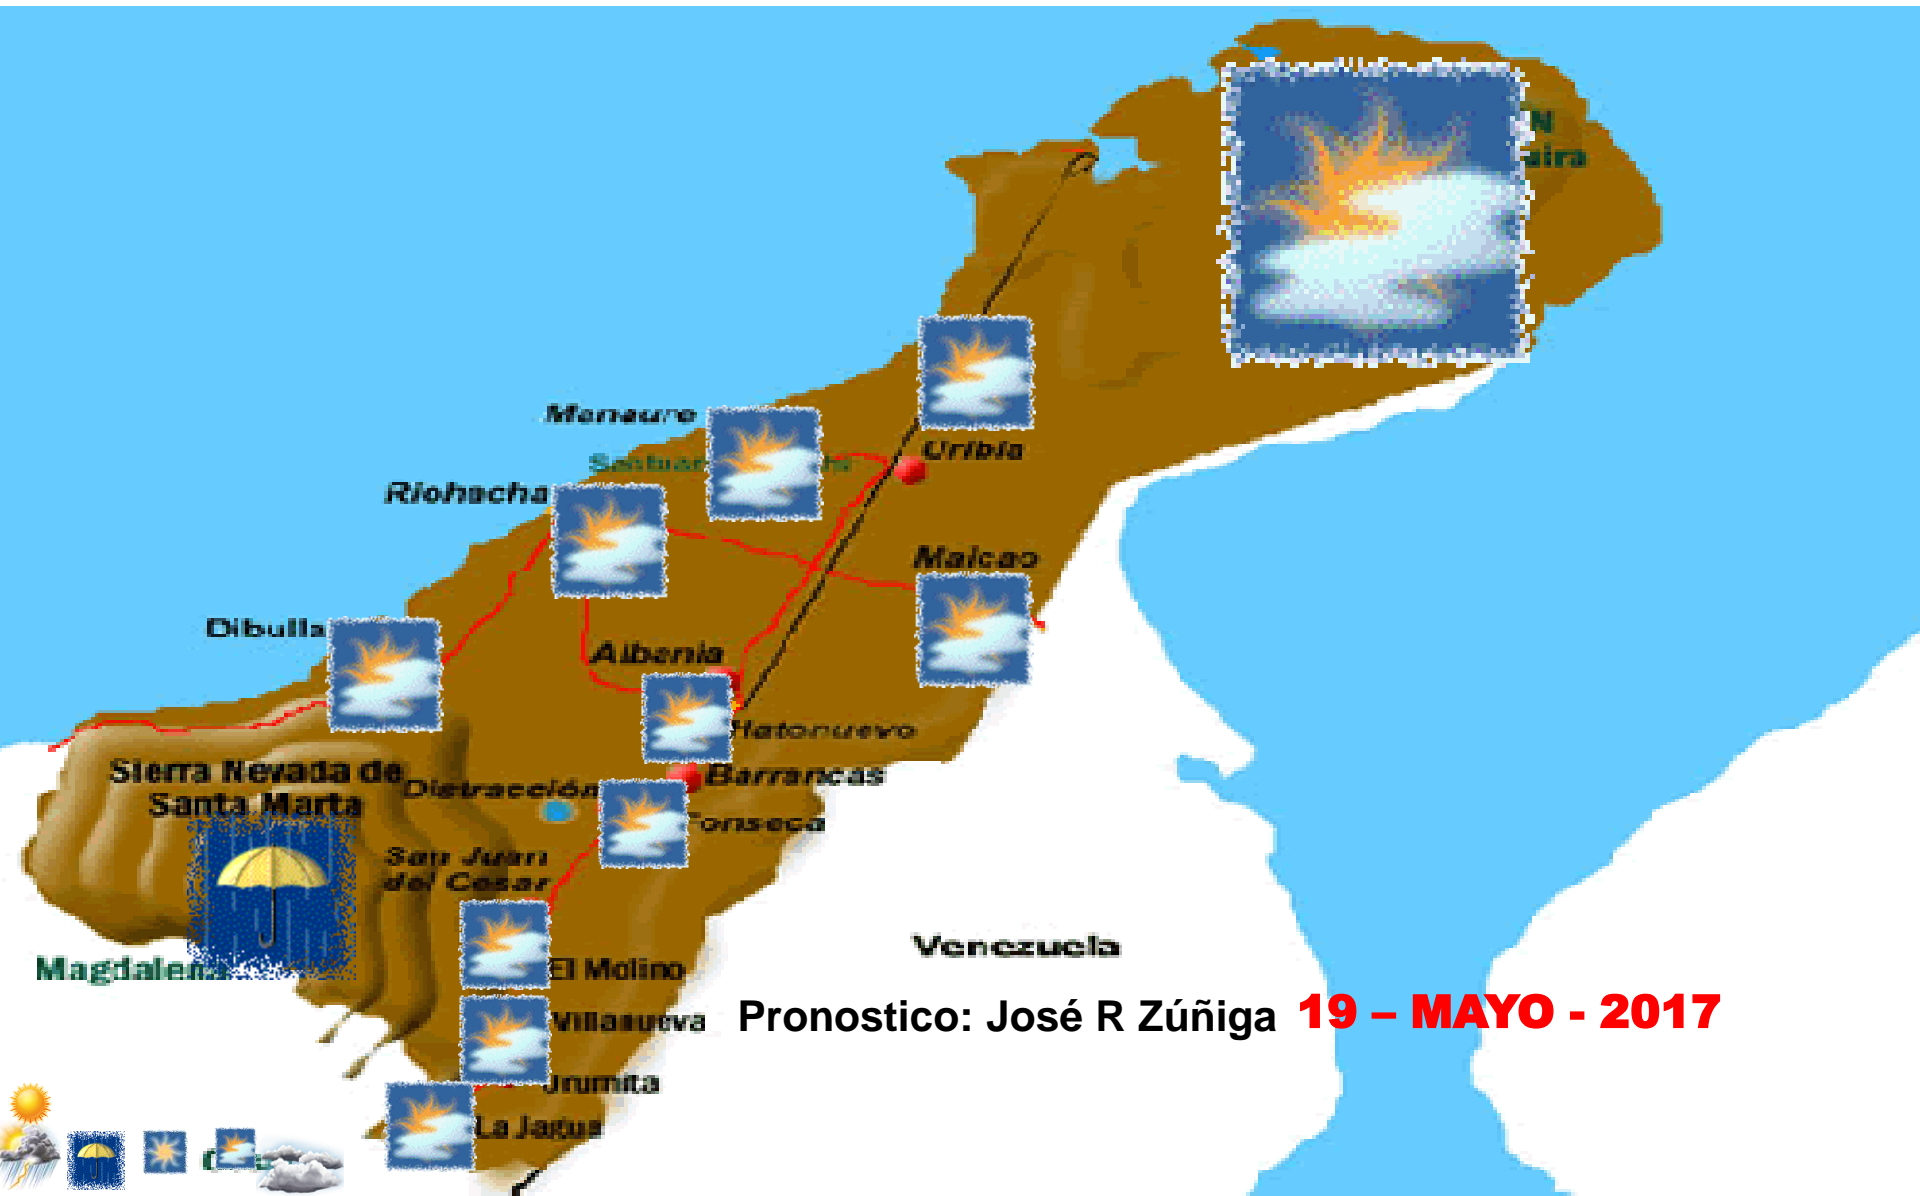 N
aira
Manaure
Uribia
Riohacha
Maicao
Dibulla
Albania
Hatonuevo
Sierra Nevada de
Santa Marta
Distracción
Barrancas
Fonseca
San Juan
del Cesar
Venezuela
Magdalena
El Molino
Pronostico: José R Zúñiga
19 – MAYO - 2017
Villanueva
Urumita
La Jagua